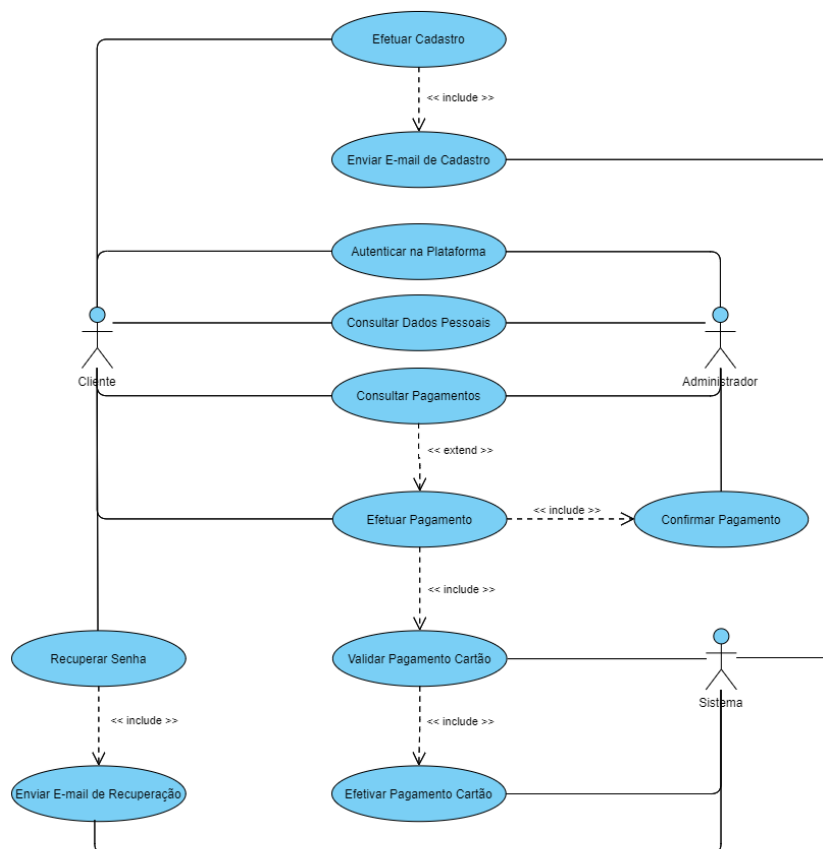 Efetuar Cadastro
<< include >>
Enviar E-mail de Cadastro
Autenticar na Plataforma
Consultar Dados Pessoais
Cliente
Administrador
Consultar Pagamentos
<< extend >>
Efetuar Pagamento
<< include >>
Confirmar Pagamento
<< include >>
Recuperar Senha
Validar Pagamento Cartão
Sistema
<< include >>
<< include >>
Enviar E-mail de Recuperação
Efetivar Pagamento Cartão